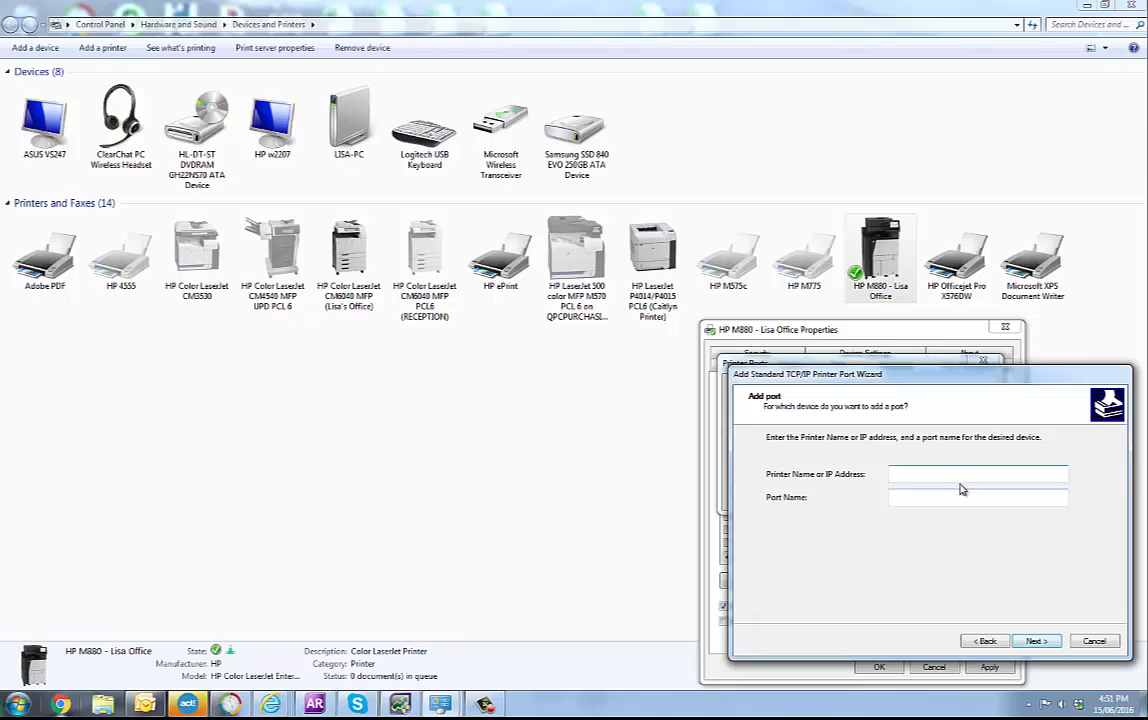 Control Panel ▸ Hardware and Sound ▸ Devices and Printers ▸
Search Devices and ...
Add a device
Add a printer
See what's printing
Print server properties
Remove device
Devices (8)
ASUS VS247
ClearChat PC
Wireless Headset
HL-DT-ST
DVDRAM
GH22NS70 ATA
Device
HP w2207
LISA-PC
Logitech USB
Keyboard
Microsoft
Wireless
Transceiver
Samsung SSD 840
EVO 250GB ATA
Device
Printers and Faxes (14)
Adobe PDF
HP 4555
HP Color LaserJet
CM3530
HP Color LaserJet
CM4540 MFP
UPD PCL 6
HP Color LaserJet
CM6040 MFP
(Lisa's Office)
HP Color LaserJet
CM6040 MFP
PCL6
(RECEPTION)
HP ePrint
HP LaserJet 500
color MFP M570
PCL 6 on
QPCPURCHASI...
HP LaserJet
P4014/P4015
PCL6 (Caitlyn
Printer)
HP M575c
HP M775
HP M880 - Lisa
Office
HP Officejet Pro
X576DW
Microsoft XPS
Document Writer
HP M880 - Lisa Office Properties
Security
Device Settings
About
Printer Ports
Add Standard TCP/IP Printer Port Wizard
Add port
For which device do you want to add a port?
Enter the Printer Name or IP address, and a port name for the desired device.
Printer Name or IP Address:
Port Name:
< Back
Next >
Cancel
OK
Cancel
Apply
HP M880 - Lisa Office
State:
Manufacturer: HP
Model: HP Color LaserJet Enter...
Description: Color LaserJet Printer
Category: Printer
Status: 0 document(s) in queue
act!
AR
4:51 PM
15/06/2016